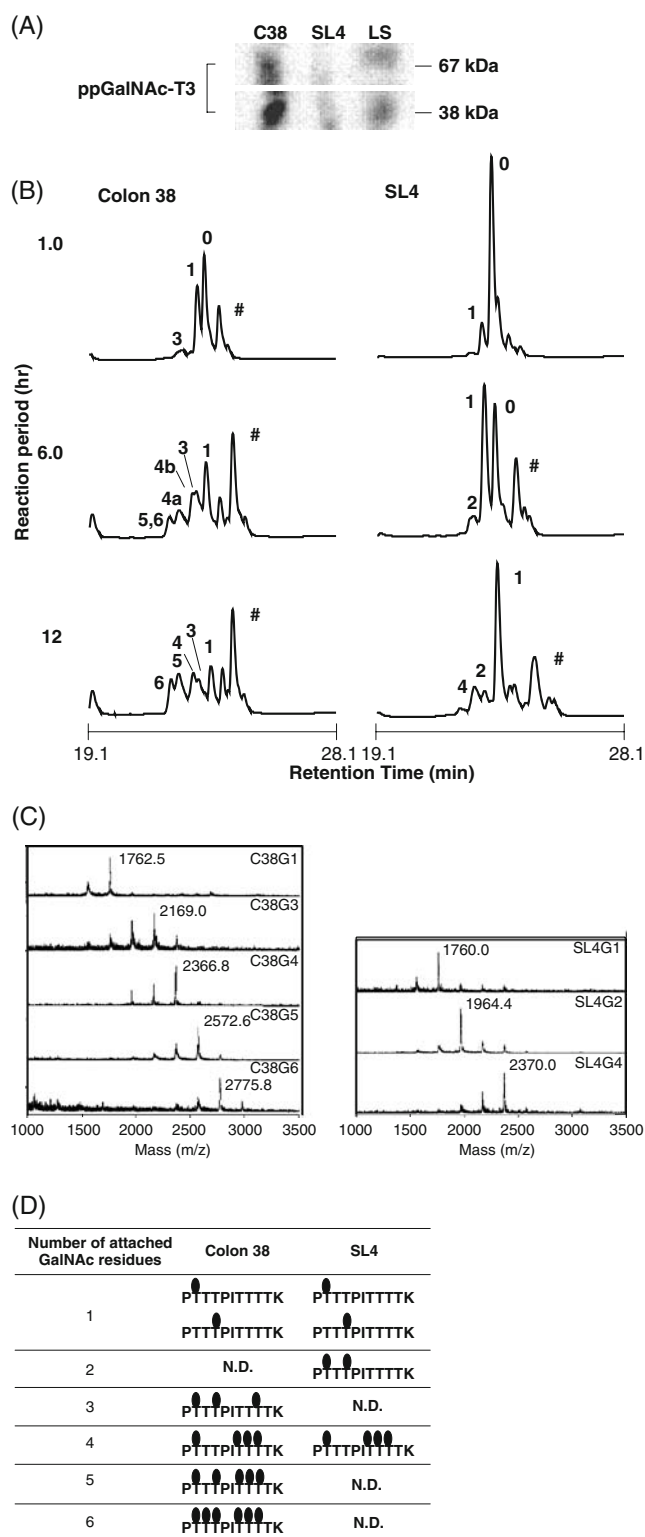 (A)
C38 SL4 LS
ppGalNAc-T3
67 kDa
38 kDa
(B)
Colon 38
SL4
Reaction period (hr)
1.0
3 1 0 #
1 0
6.0
5,6 4a 4b 3 1 #
2 1 0 #
12
6 5 4 3 1 #
4 2 1 #
19.1 28.1 19.1 28.1
Retention Time (min)
(C)
1762.5 C38G1
2169.0 C38G3
2366.8 C38G4
2572.6 C38G5
2775.8 C38G6
1000 1500 2000 2500 3000 3500
Mass (m/z)
1760.0 SL4G1
1964.4 SL4G2
2370.0 SL4G4
1000 1500 2000 2500 3000 3500
Mass (m/z)
(D)
Number of attached GalNAc residues Colon 38 SL4
1 PTTTPITTTTK PTTTPITTTTK
PTTTPITTTTK PTTTPITTTTK
2 N.D. PTTTPITTTTK
3 PTTTPITTTTK N.D.
4 PTTTPITTTTK PTTTPITTTTK
5 PTTTPITTTTK N.D.
6 PTTTPITTTTK N.D.